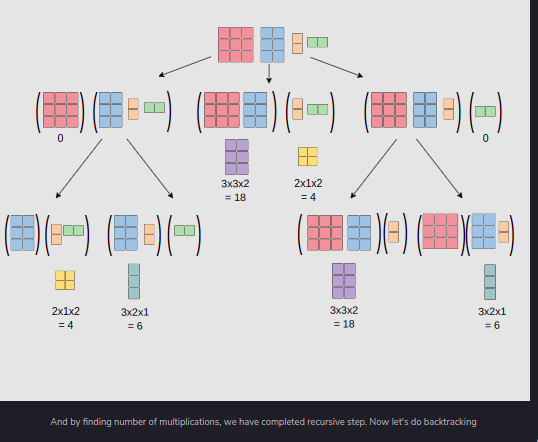 0
0
3x3x2
= 18
2x1x2
= 4
2x1x2
= 4
3x2x1
= 6
3x3x2
= 18
3x2x1
= 6
And by finding number of multiplications, we have completed recursive step. Now let's do backtracking